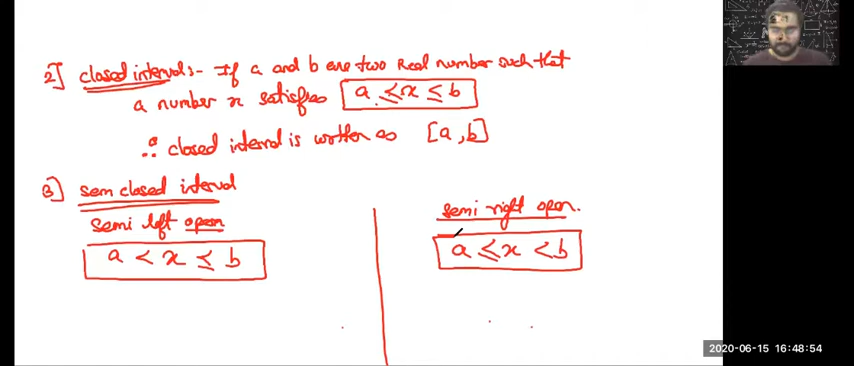 2] closed intervals- If a and b are two Real number such that
a number x satisfies a ≤ x ≤ b
∴ closed interval is written as [a, b]
3] sem closed interval
semi left open
a < x ≤ b
semi right open.
a ≤ x < b
2020-06-15 16:48:54